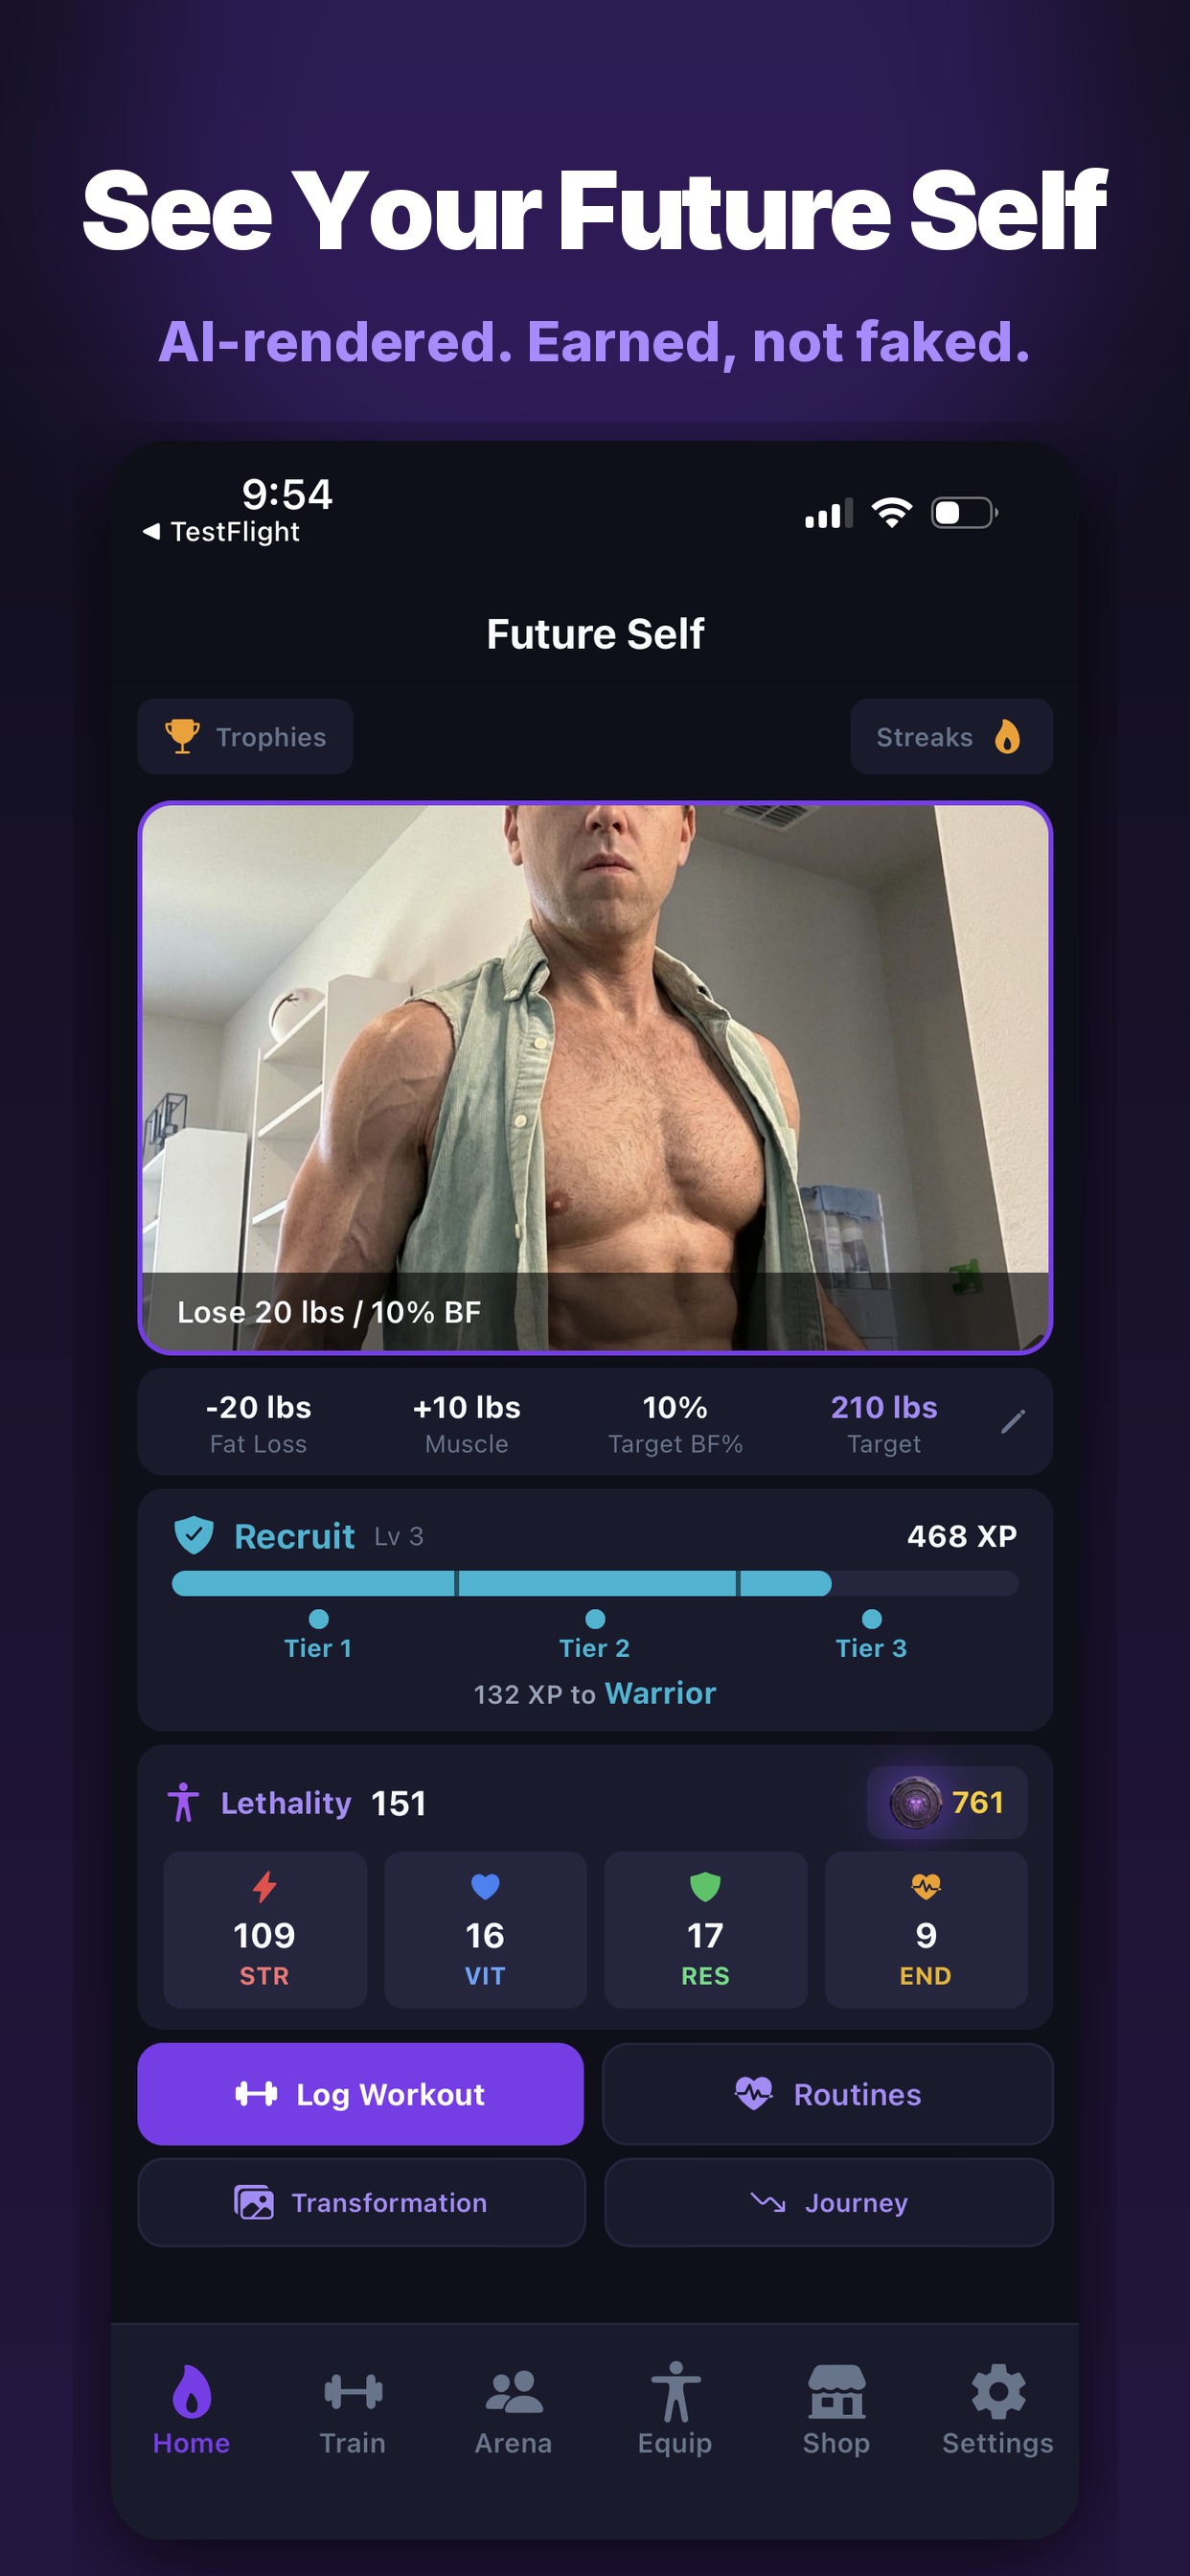 See Your Future Self
AI-rendered. Earned, not faked.
9:54
◀ TestFlight
Future Self
Trophies
Streaks
Lose 20 lbs / 10% BF
-20 lbs +10 lbs 10% 210 lbs
Fat Loss Muscle Target BF% Target
Recruit Lv 3 468 XP
Tier 1 Tier 2 Tier 3
132 XP to Warrior
Lethality 151 761
109 16 17 9
STR VIT RES END
Log Workout Routines
Transformation Journey
Home Train Arena Equip Shop Settings